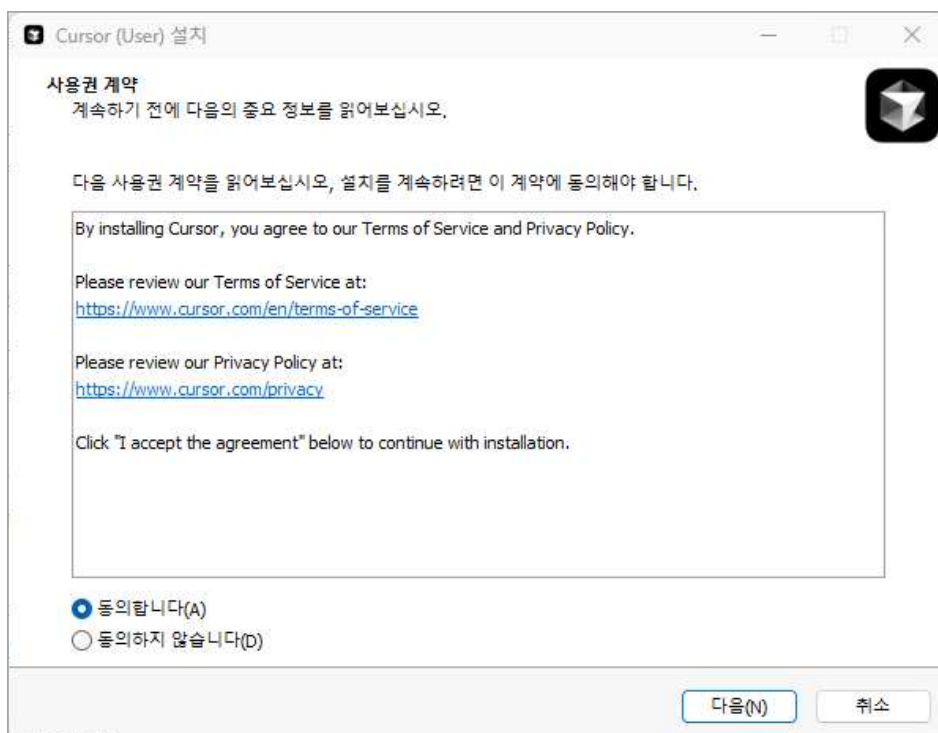 Cursor (User) 설치
사용권 계약
계속하기 전에 다음의 중요 정보를 읽어보십시오.
다음 사용권 계약을 읽어보십시오, 설치를 계속하려면 이 계약에 동의해야 합니다.
By installing Cursor, you agree to our Terms of Service and Privacy Policy.
Please review our Terms of Service at:
https://www.cursor.com/en/terms-of-service
Please review our Privacy Policy at:
https://www.cursor.com/privacy
Click "I accept the agreement" below to continue with installation.
동의합니다(A)
동의하지 않습니다(D)
다음(N)
취소